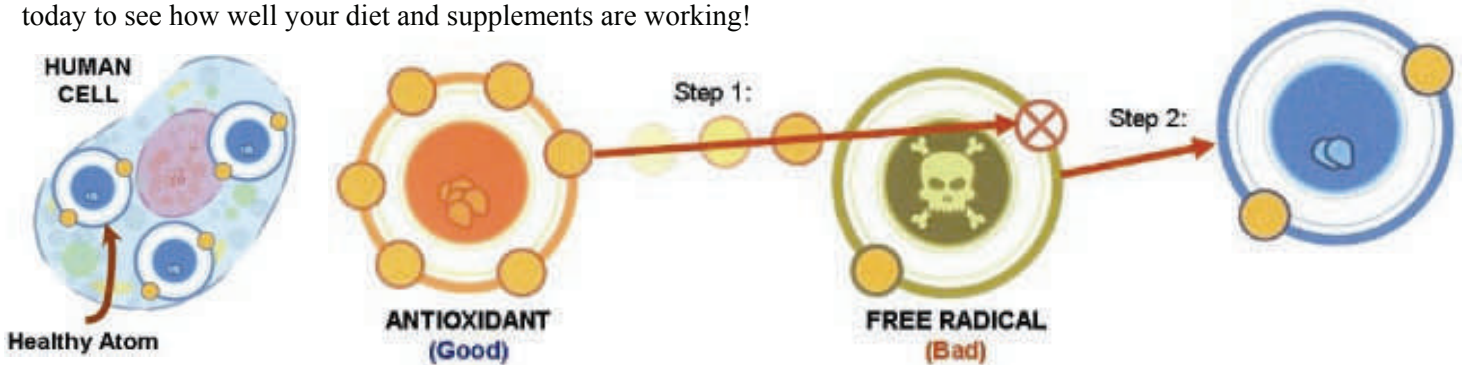 today to see how well your diet and supplements are working!
HUMAN
CELL
Step 1:
Step 2:
Healthy Atom
ANTIOXIDANT
(Good)
FREE RADICAL
(Bad)